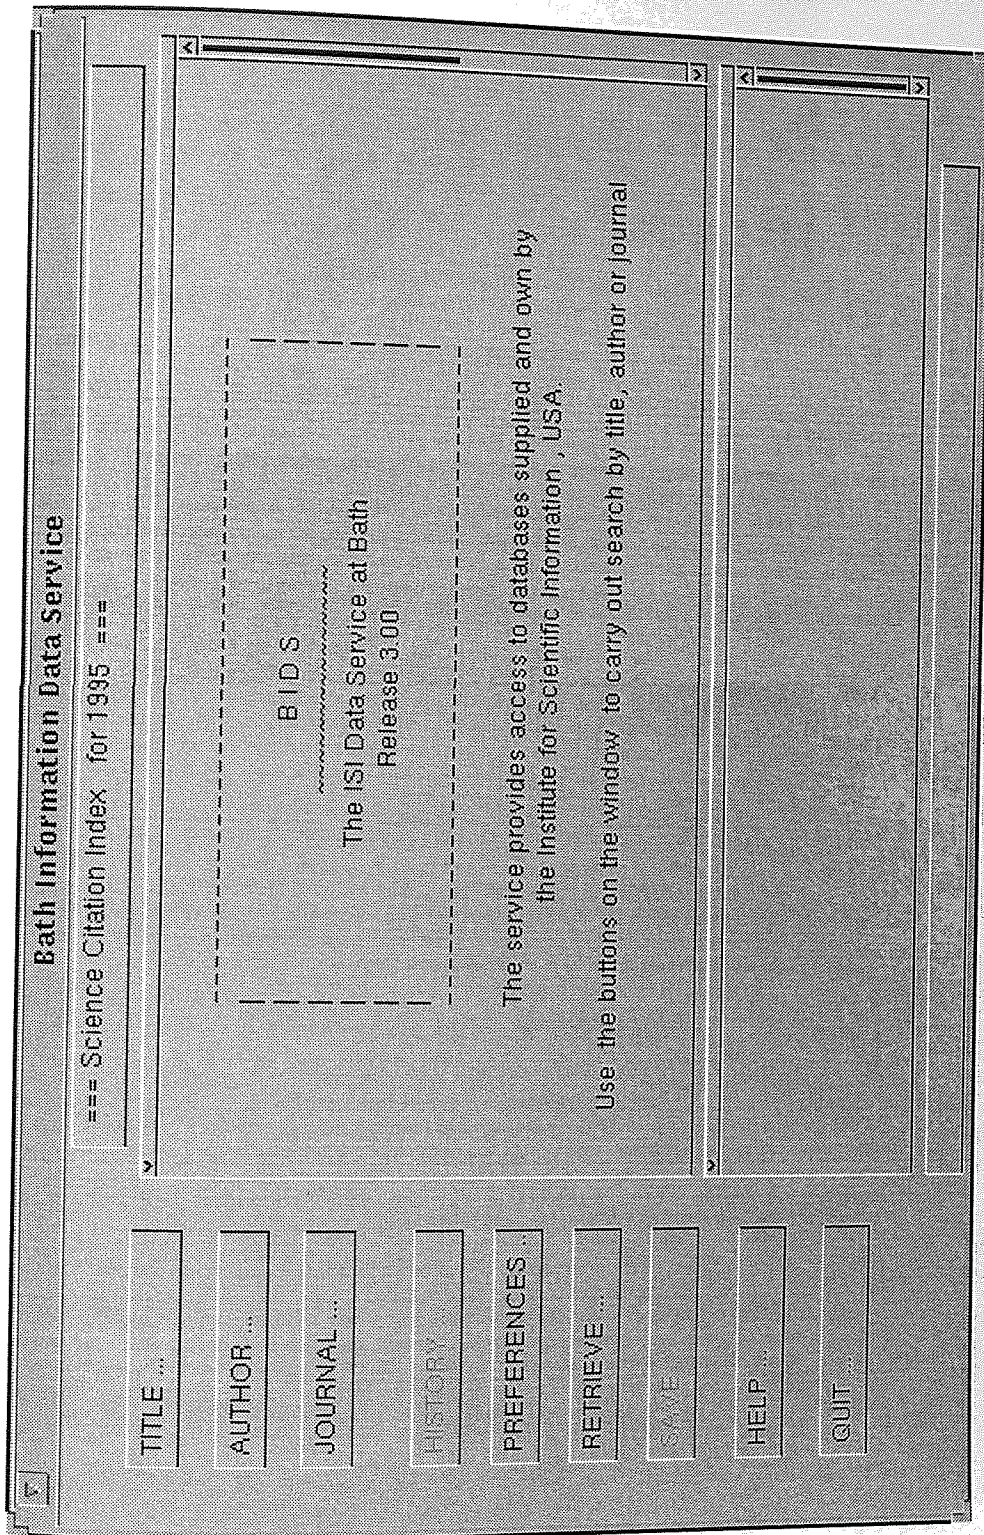 Bath Information Data Service
=== Science Citation Index for 1995 ===
TITLE ...
AUTHOR ...
JOURNAL ...
HISTORY ...
PREFERENCES ...
RETRIEVE ...
SAVE ...
HELP
QUIT ...
B I D S
~~~~~~~~~~~~~~~~~~~~
The ISI Data Service at Bath
Release 3.00
The service provides access to databases supplied and own by
the Institute for Scientific Information , USA.
Use the buttons on the window to carry out search by title, author or journal